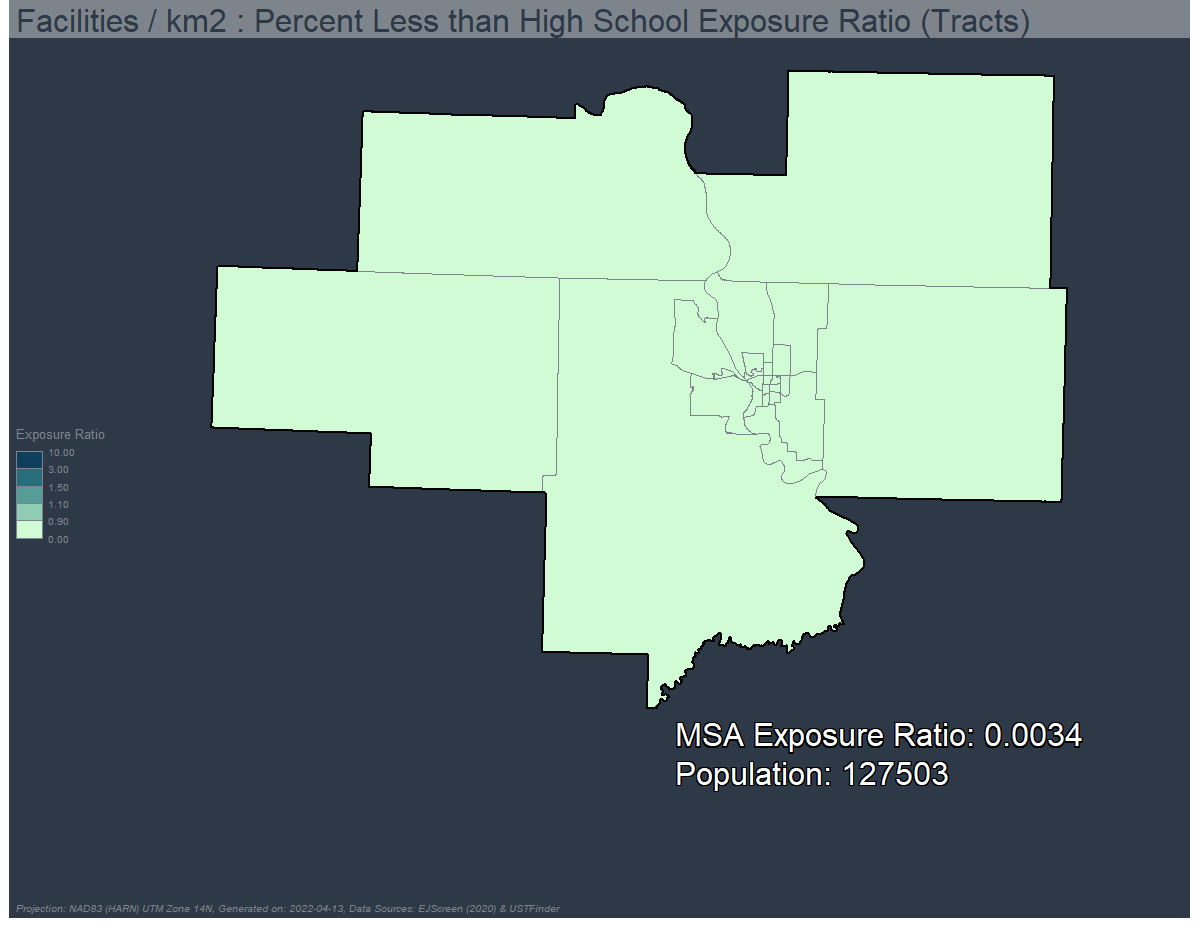 Facilities / km2 : Percent Less than High School Exposure Ratio (Tracts)
Exposure Ratio
10.00
3.00
1.50
1.10
0.90
0.00
MSA Exposure Ratio: 0.0034
Population: 127503
Projection: NAD83 (HARN) UTM Zone 14N, Generated on: 2022-04-13, Data Sources: EJScreen (2020) & USTFinder